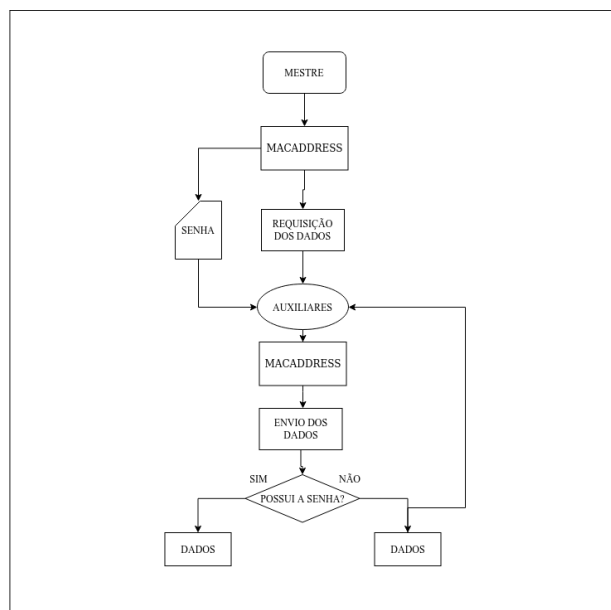 MESTRE
MACADDRESS
SENHA
REQUISIÇÃO
DOS DADOS
AUXILIARES
MACADDRESS
ENVIO DOS
DADOS
SIM
NÃO
POSSUI A SENHA?
DADOS
DADOS